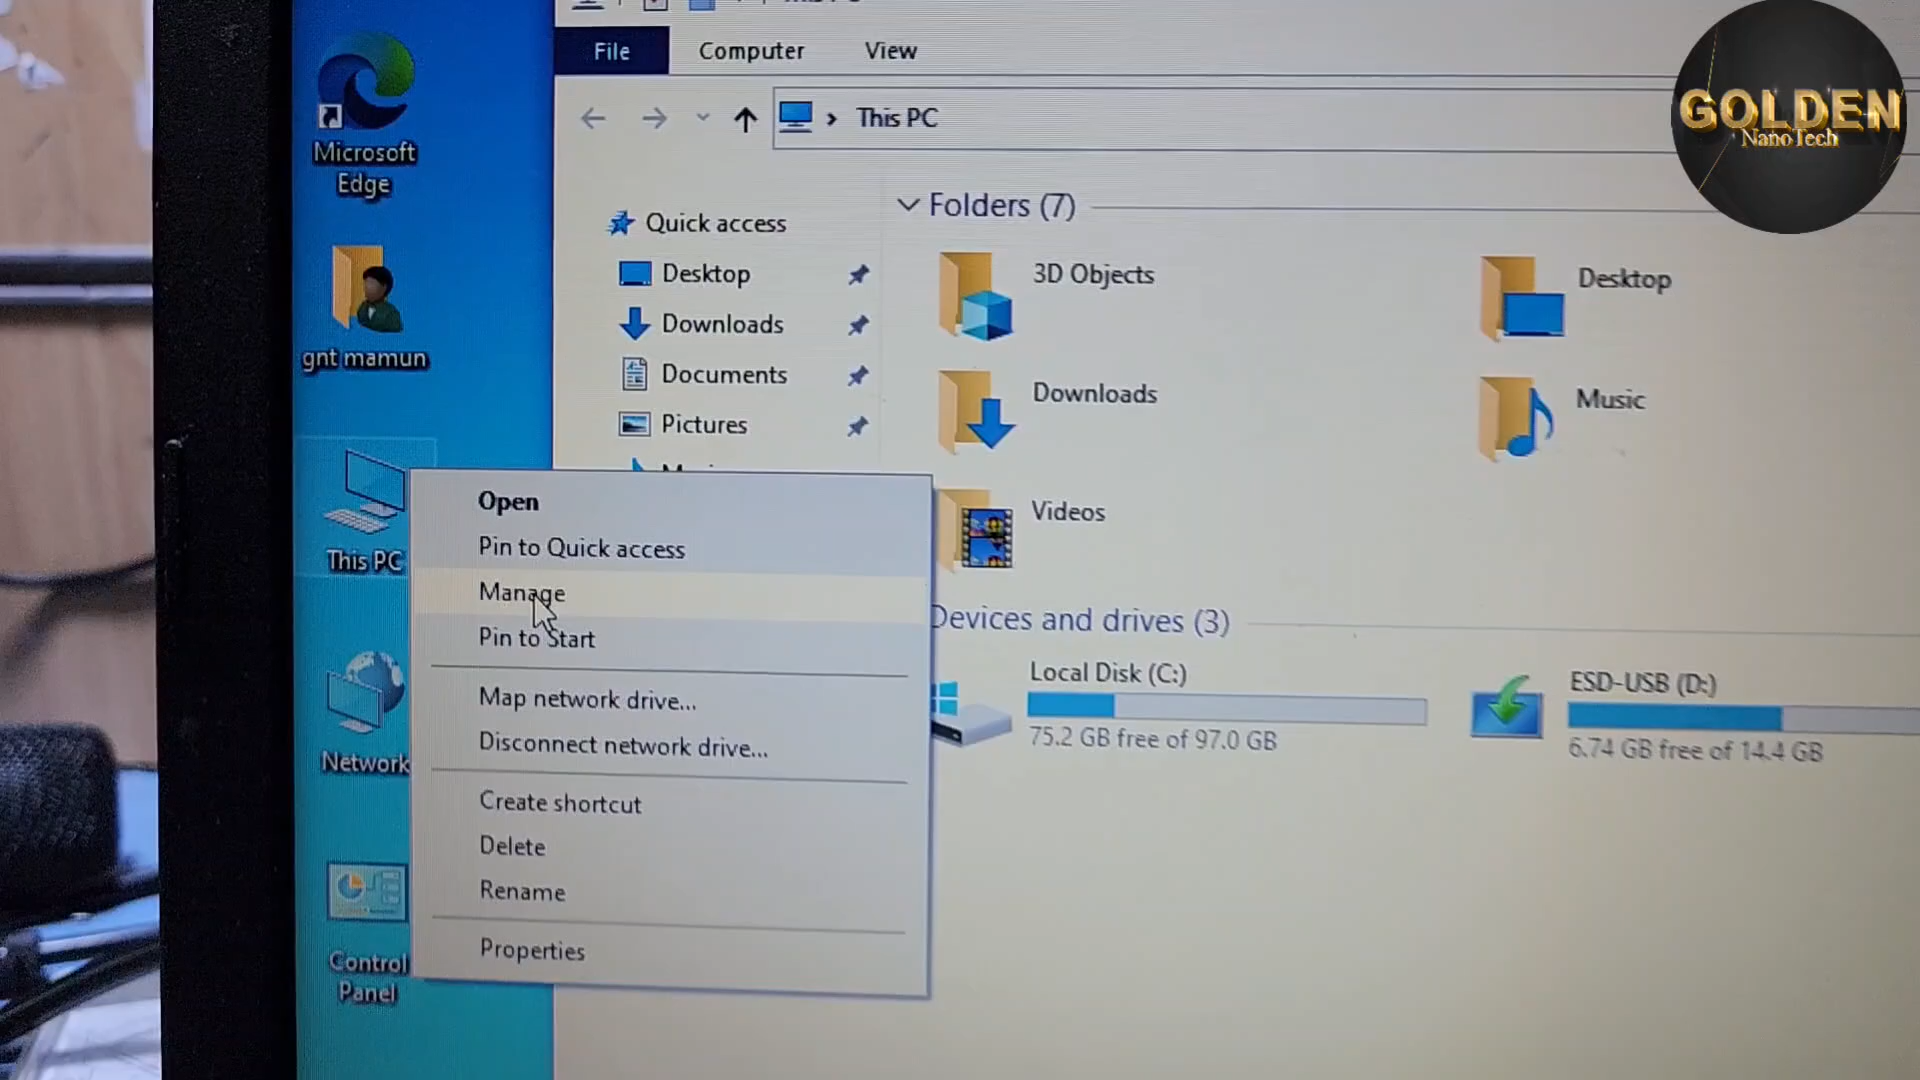 File
Computer
View
This PC
GOLDEN
NanoTech
Microsoft
Edge
gnt mamun
This PC
Network
Control
Panel
Quick access
Desktop
Downloads
Documents
Pictures
Folders (7)
3D Objects
Desktop
Downloads
Music
Videos
Open
Pin to Quick access
Manage
Pin to Start
Map network drive...
Disconnect network drive...
Create shortcut
Delete
Rename
Properties
Devices and drives (3)
Local Disk (C:)
75.2 GB free of 97.0 GB
ESD-USB (D:)
6.74 GB free of 14.4 GB